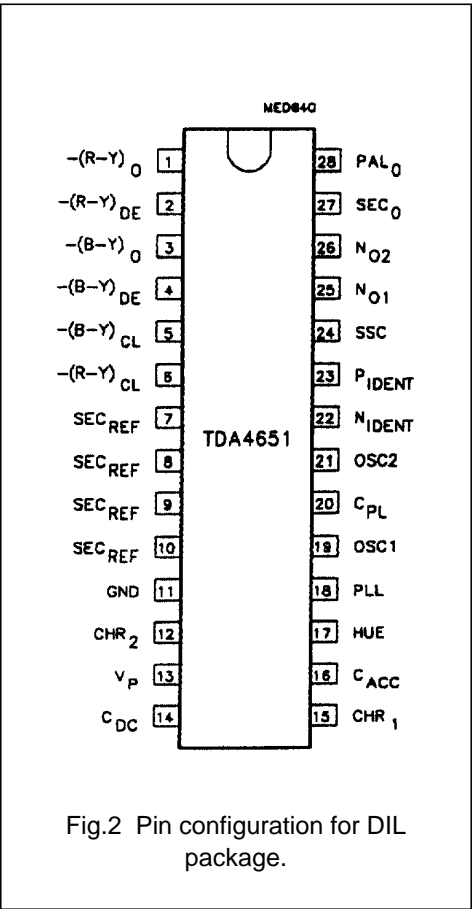 MED640
-(R-Y)O 1 28 PALO
-(R-Y)DE 2 27 SECO
-(B-Y)O 3 26 NO2
-(B-Y)DE 4 25 NO1
-(B-Y)CL 5 24 SSC
-(R-Y)CL 6 23 PIDENT
SECREF 7 22 NIDENT
TDA4651
SECREF 8 21 OSC2
SECREF 9 20 CPL
SECREF 10 19 OSC1
GND 11 18 PLL
CHR2 12 17 HUE
VP 13 16 CACC
CDC 14 15 CHR1
Fig.2 Pin configuration for DIL
package.